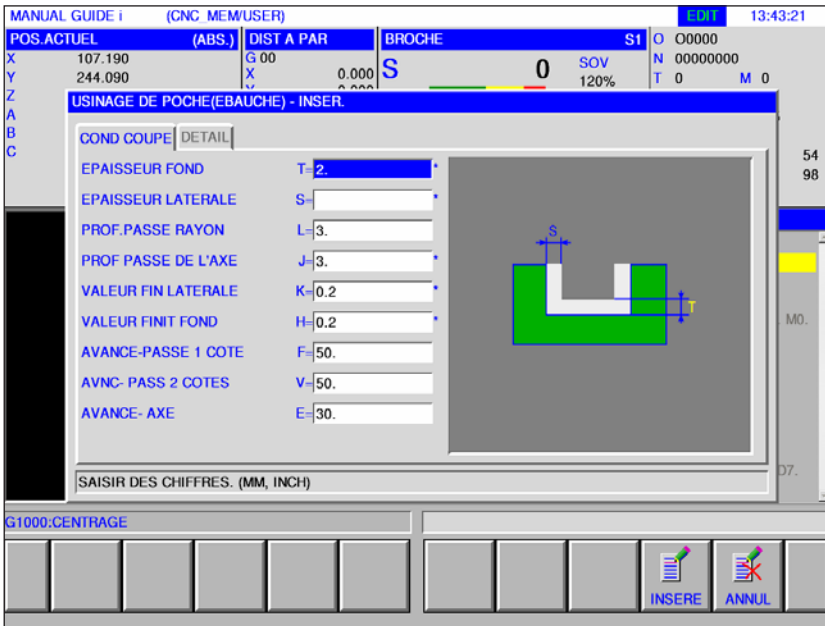 MANUAL GUIDE i (CNC_MEM/USER) EDIT 13:43:21
POS.ACTUEL (ABS.) DIST A PAR BROCHE S1 O O0000
X 107.190 G 00 S 0 SOV N 00000000
Y 244.090 X 0.000 120% T 0 M 0
Z
USINAGE DE POCHE(EBAUCHE) - INSER.
A
B
COND COUPE DETAIL
C
54
EPAISSEUR FOND T= 2. *
98
EPAISSEUR LATERALE S= *
PROF.PASSE RAYON L= 3.
S
PROF PASSE DE L'AXE J= 3. *
VALEUR FIN LATERALE K= 0.2 *
T
VALEUR FINIT FOND H= 0.2 *
M0.
AVANCE-PASSE 1 COTE F= 50.
AVNC- PASS 2 COTES V= 50.
AVANCE- AXE E= 30.
D7.
SAISIR DES CHIFFRES. (MM, INCH)
G1000:CENTRAGE
INSERE ANNUL